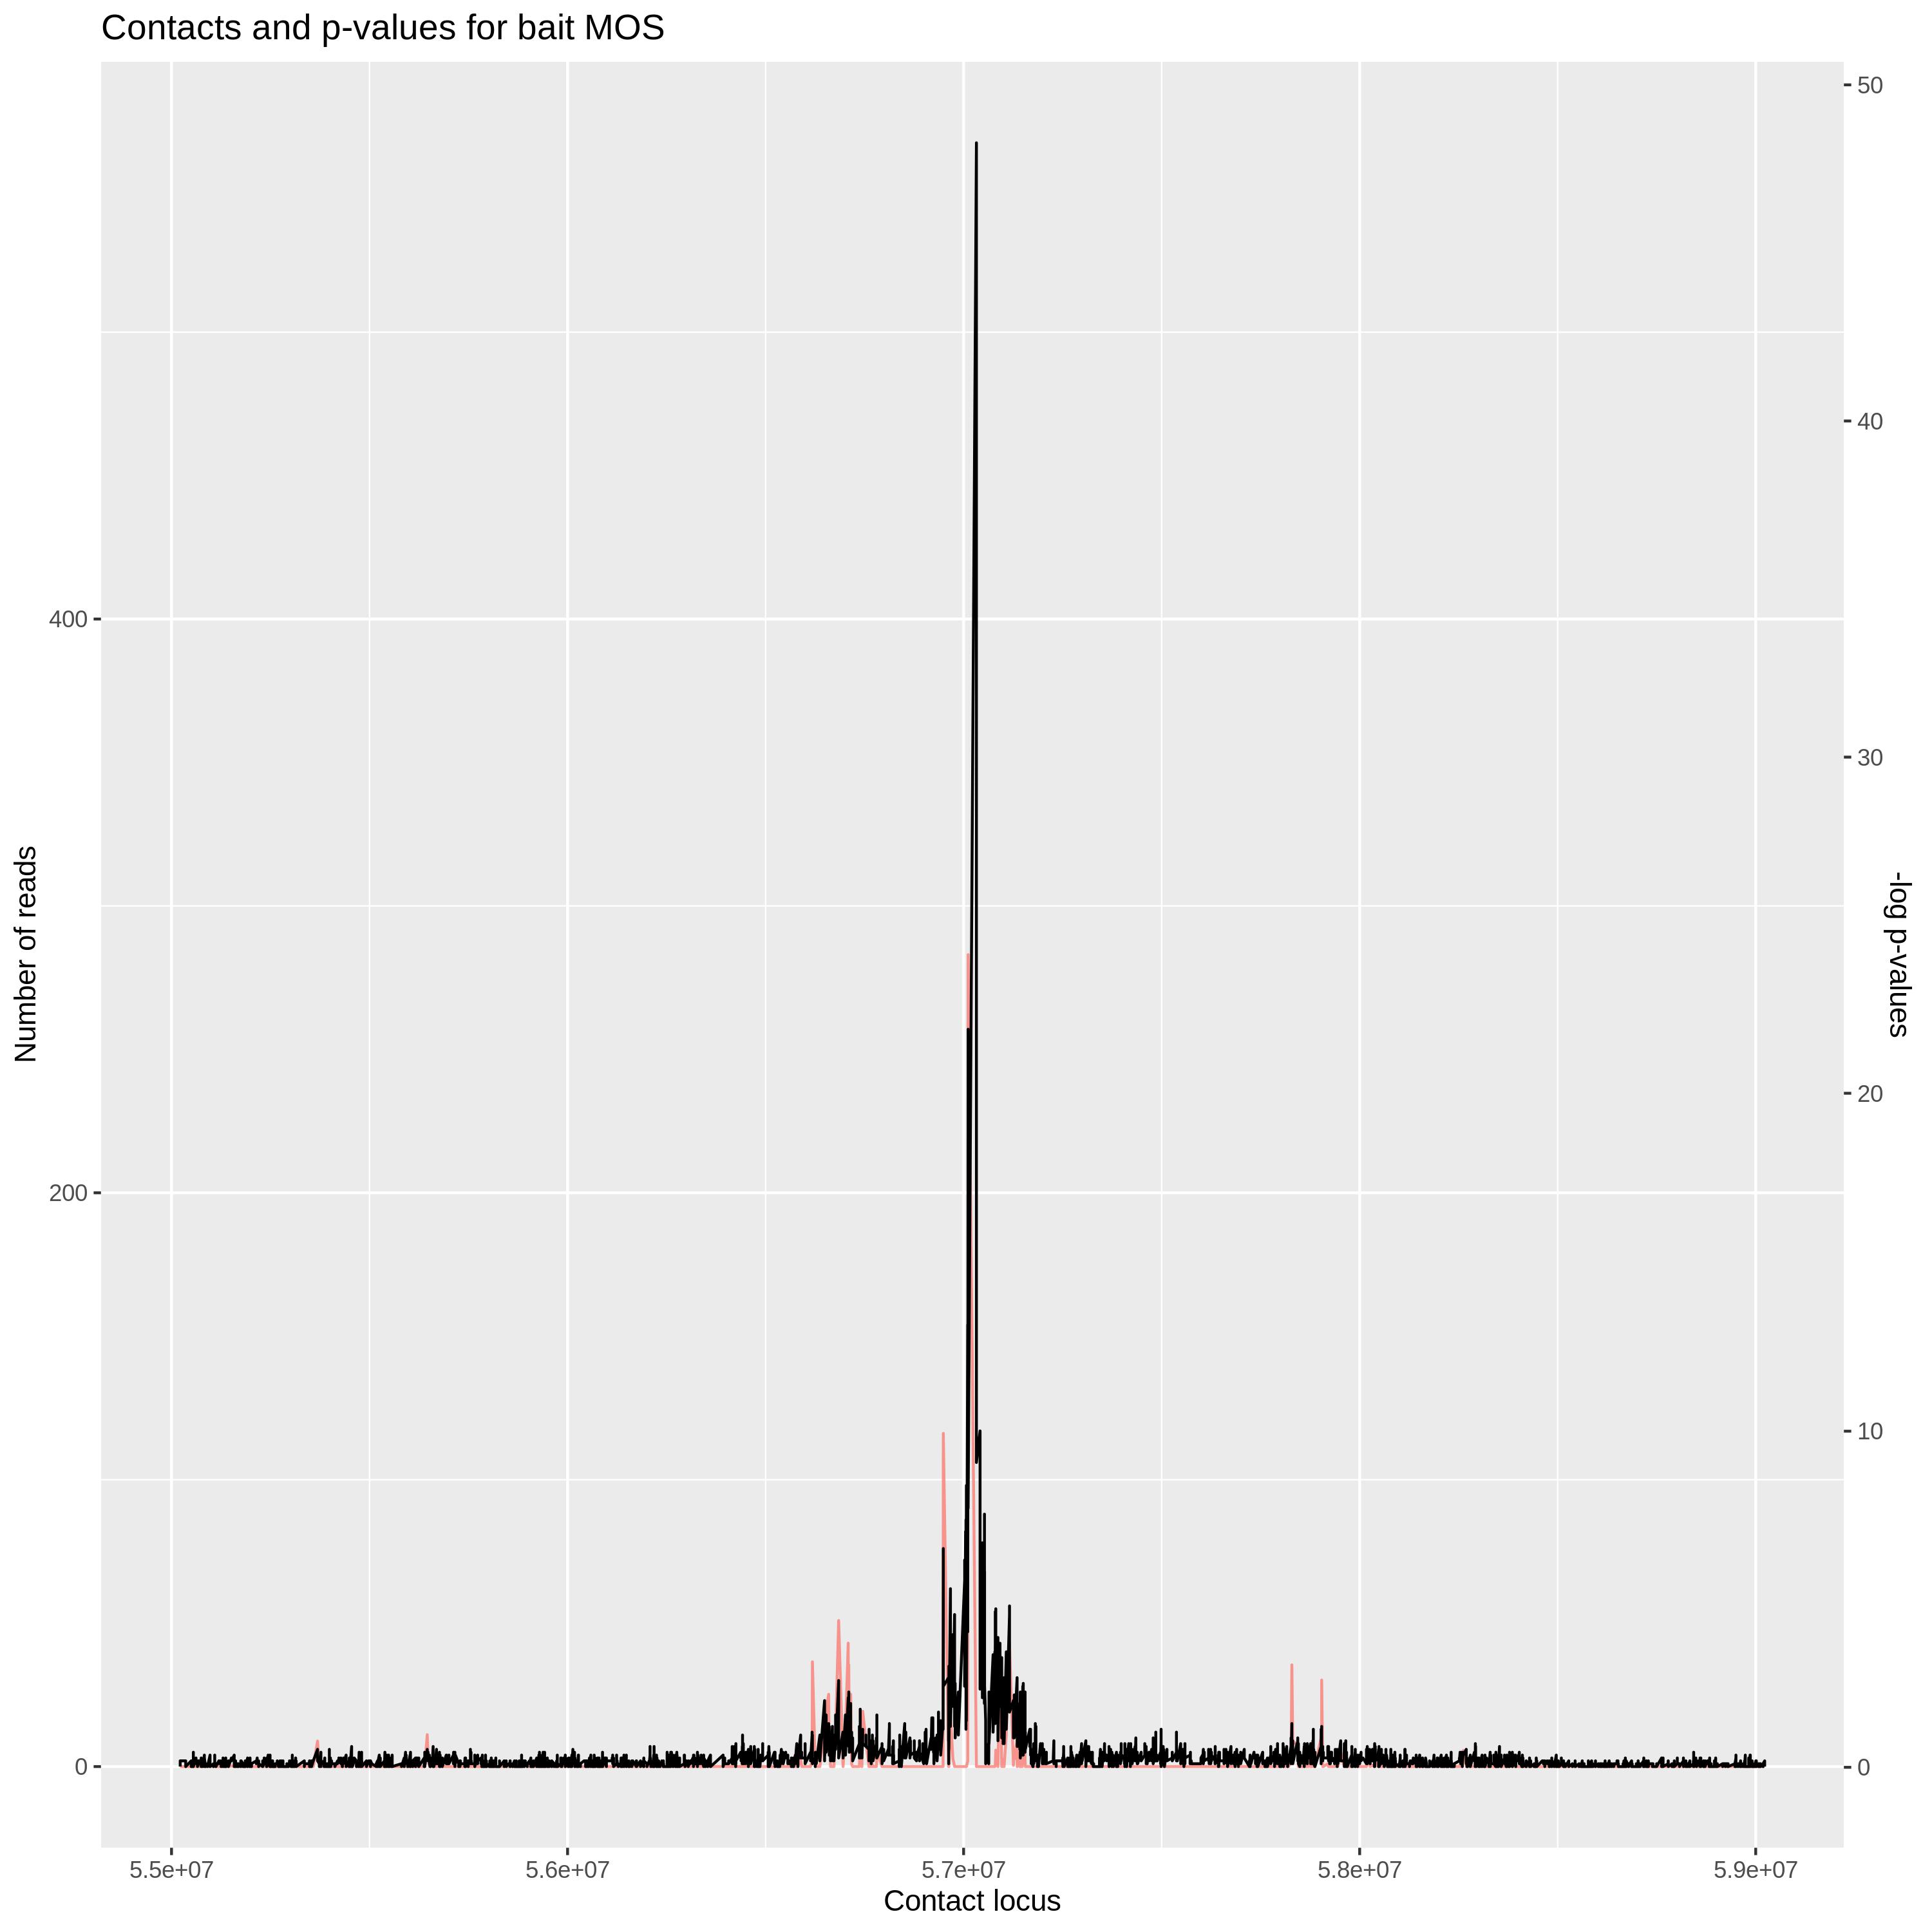 Contacts and p-values for bait MOS
50
40
400
30
Number of reads
-log p-values
20
200
10
0
0
5.5e+07
5.6e+07
5.7e+07
5.8e+07
5.9e+07
Contact locus